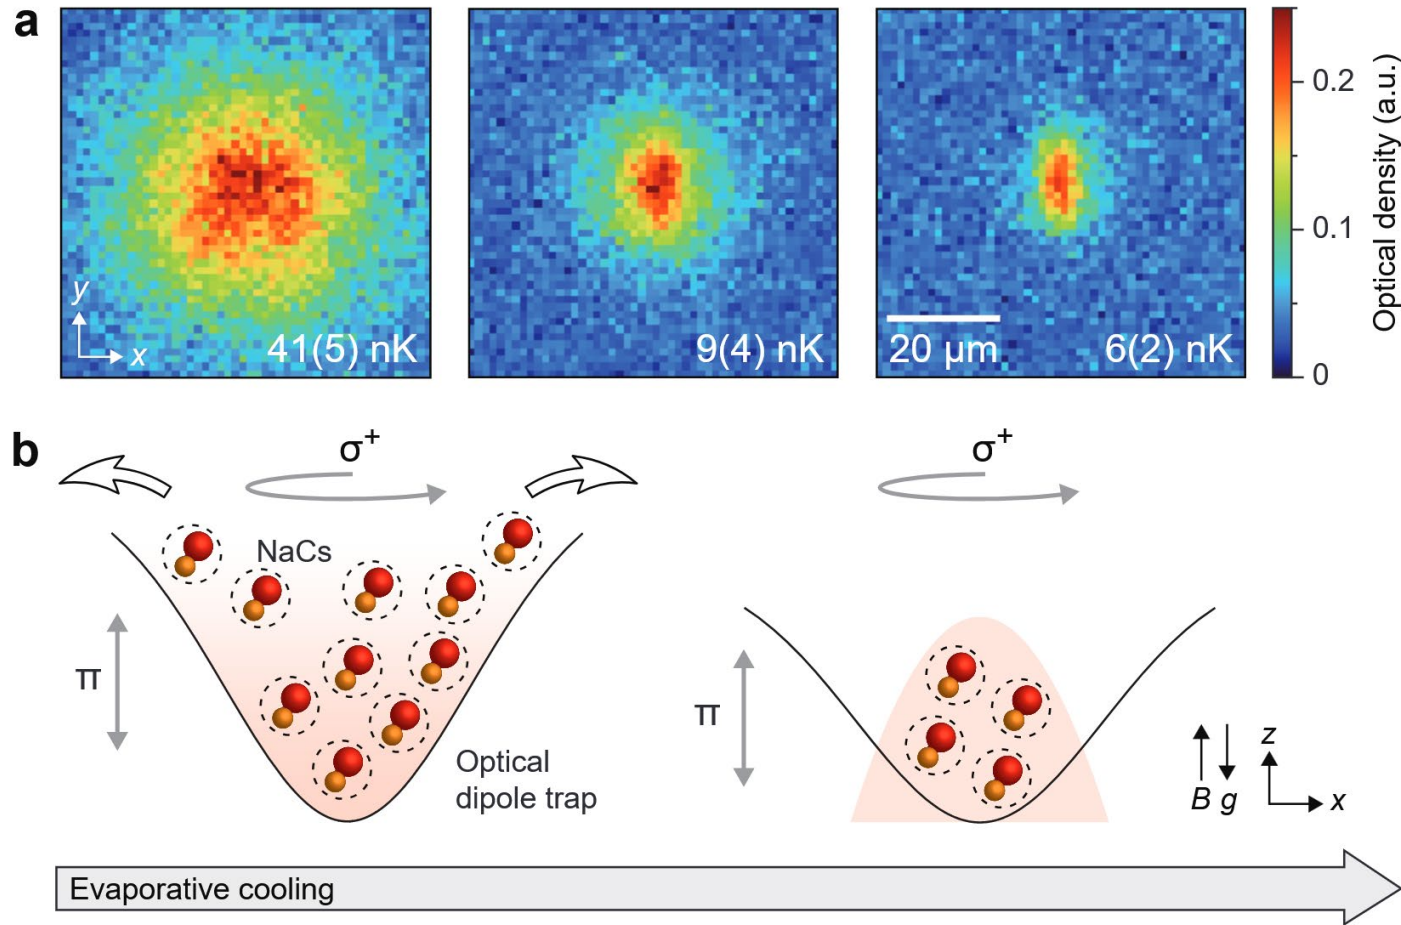 a
0.2
0.1
0
Optical density (a.u.)
y
x
41(5) nK
9(4) nK
20 μm
6(2) nK
b
σ+
σ+
NaCs
π
π
Optical
dipole trap
B g
z
x
Evaporative cooling